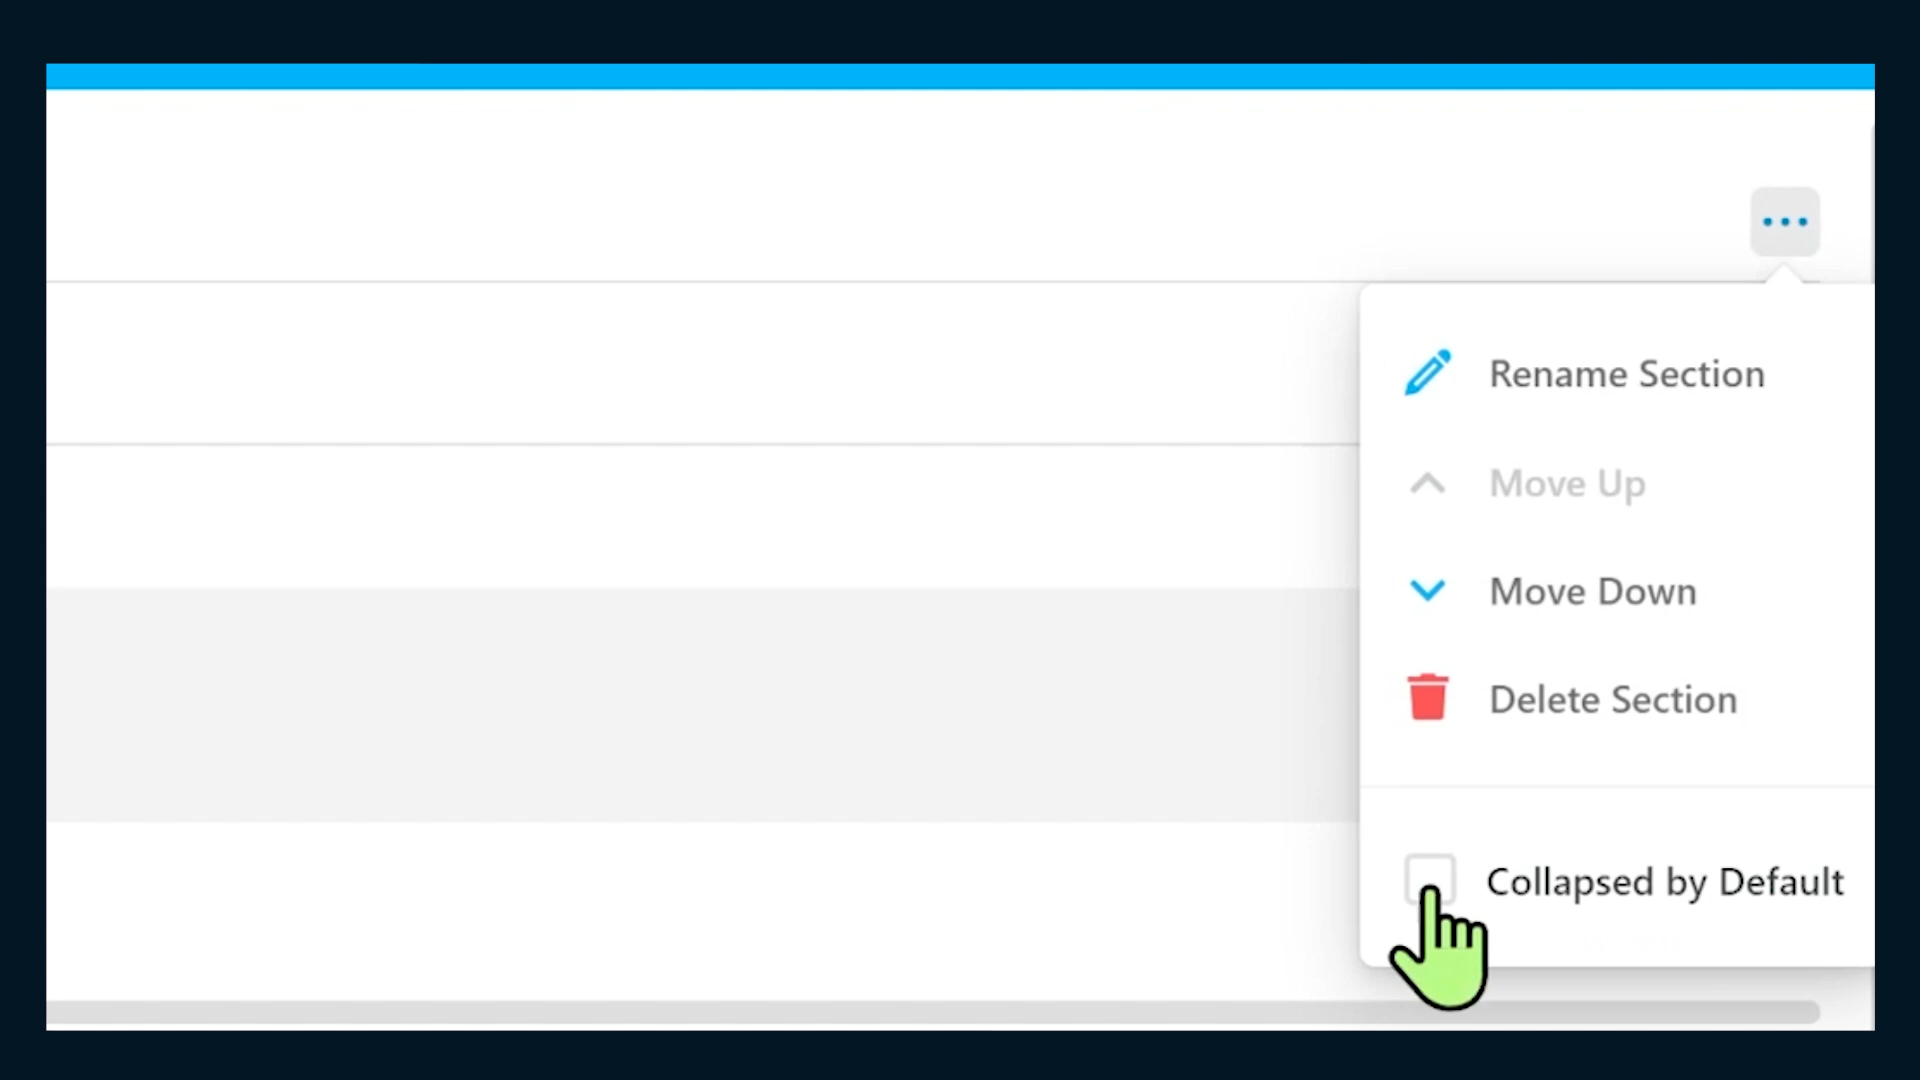 Rename Section
Move Up
Move Down
Delete Section
Collapsed by Default